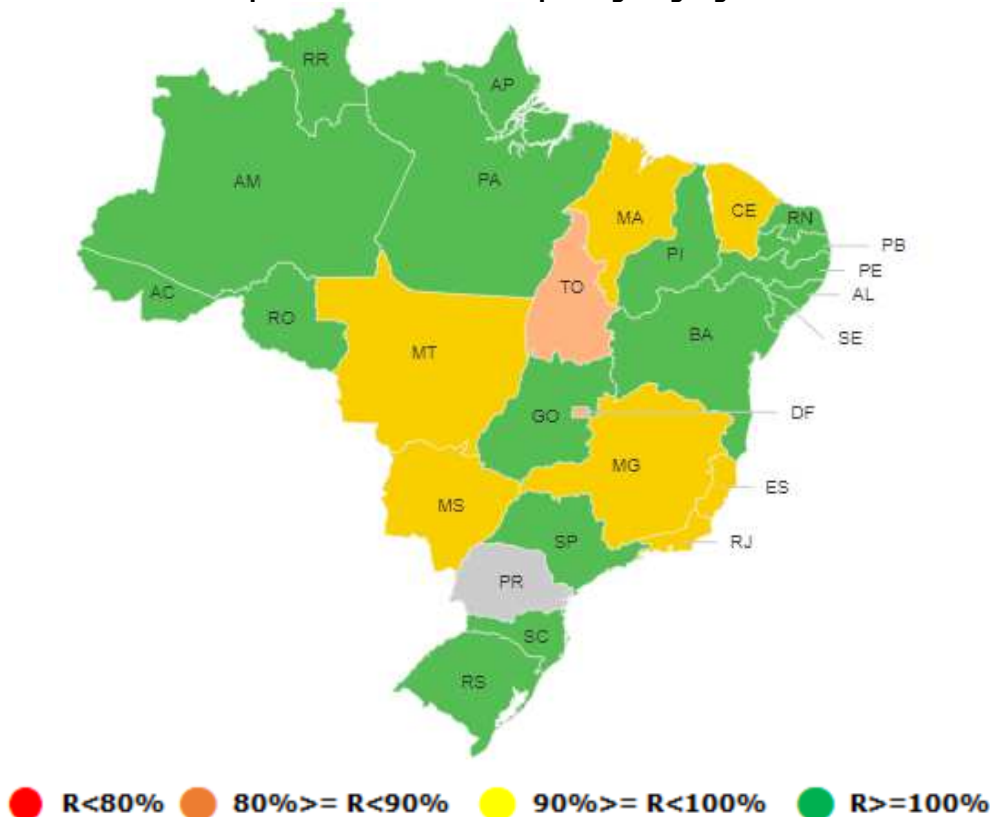 RR
AP
AM
PA
MA
CE
RN
PB
PI
PE
TO
AC
AL
RO
BA
SE
MT
GO
DF
MG
ES
MS
SP
RJ
PR
SC
RS
R<80% 80%>= R<90% 90%>= R<100% R>=100%